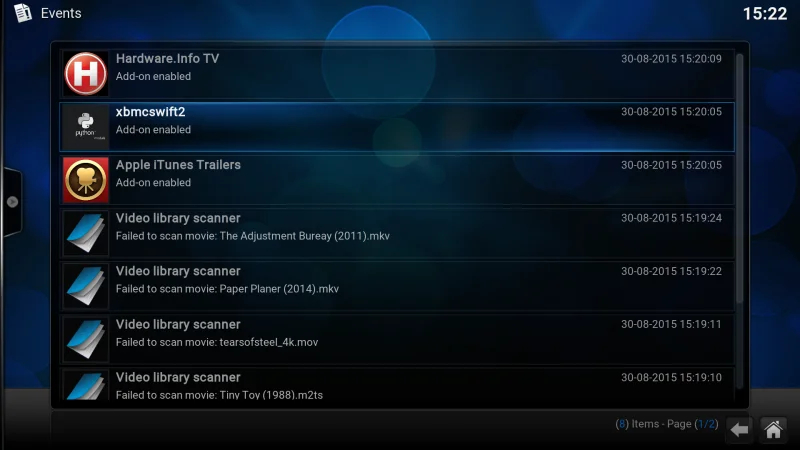 Events
15:22
Hardware.Info TV
30-08-2015 15:20:09
Add-on enabled
xbmcswift2
30-08-2015 15:20:05
Add-on enabled
python
Apple iTunes Trailers
30-08-2015 15:20:05
Add-on enabled
Video library scanner
30-08-2015 15:19:24
Failed to scan movie: The Adjustment Bureay (2011).mkv
Video library scanner
30-08-2015 15:19:22
Failed to scan movie: Paper Planer (2014).mkv
Video library scanner
30-08-2015 15:19:11
Failed to scan movie: tearsofsteel_4k.mov
Video library scanner
30-08-2015 15:19:10
Failed to scan movie: Tiny Toy (1988).m2ts
(8) Items - Page (1/2)